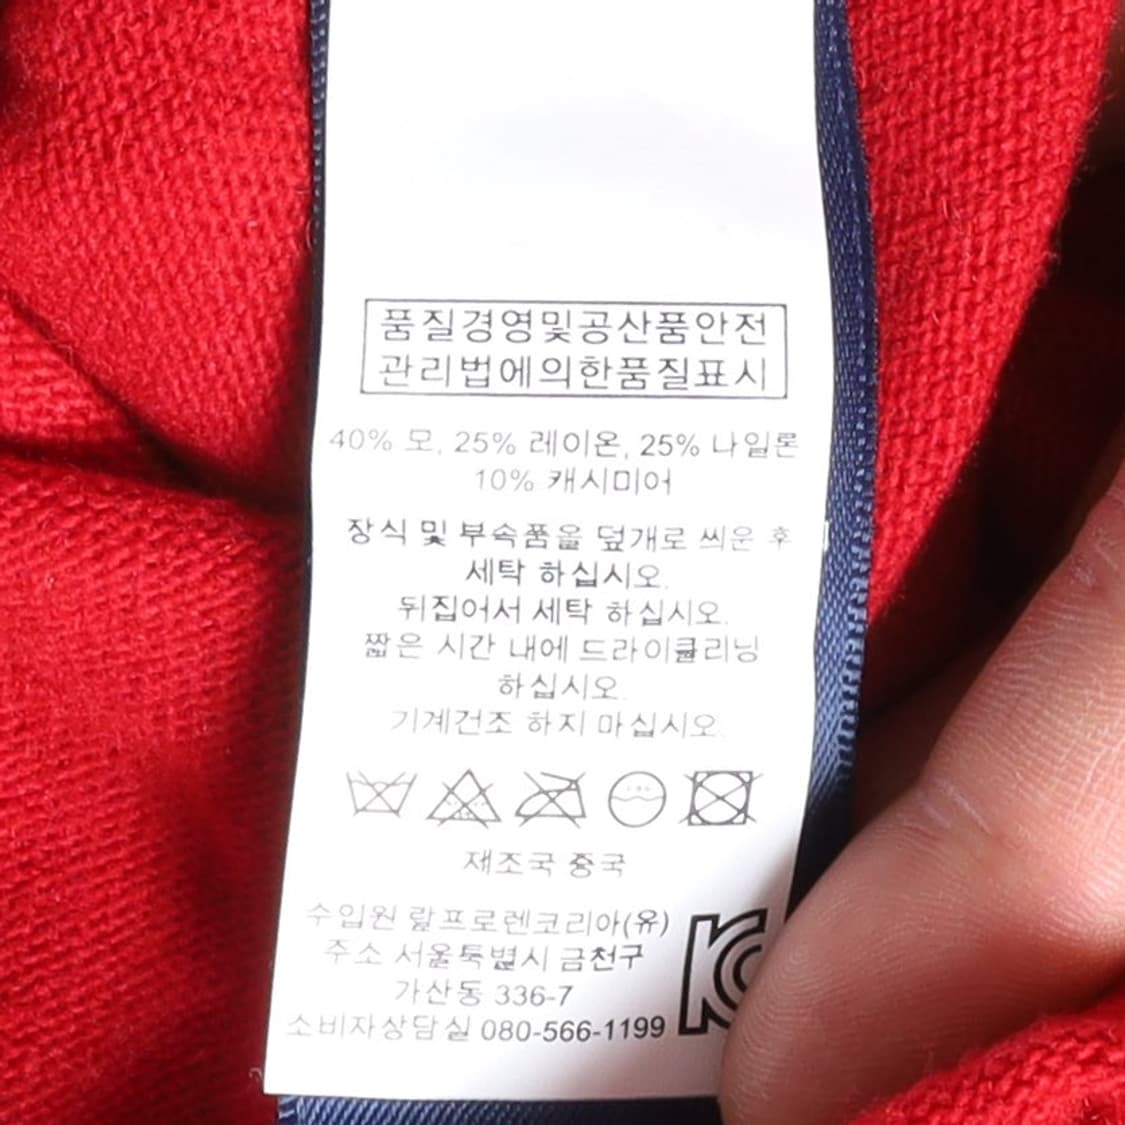 품질경영및공산품안전
관리법에의한품질표시
40% 모, 25% 레이온, 25% 나일론
10% 캐시미어
장식 및 부속품을 덮개로 씌운 후
세탁 하십시오.
뒤집어서 세탁 하십시오.
짧은 시간 내에 드라이클리닝
하십시오.
기계건조 하지 마십시오.
재조국 중국
수입원 랄프로렌코리아(유)
주소 서울특별시 금천구
가산동 336-7
소비자상담실 080-566-1199